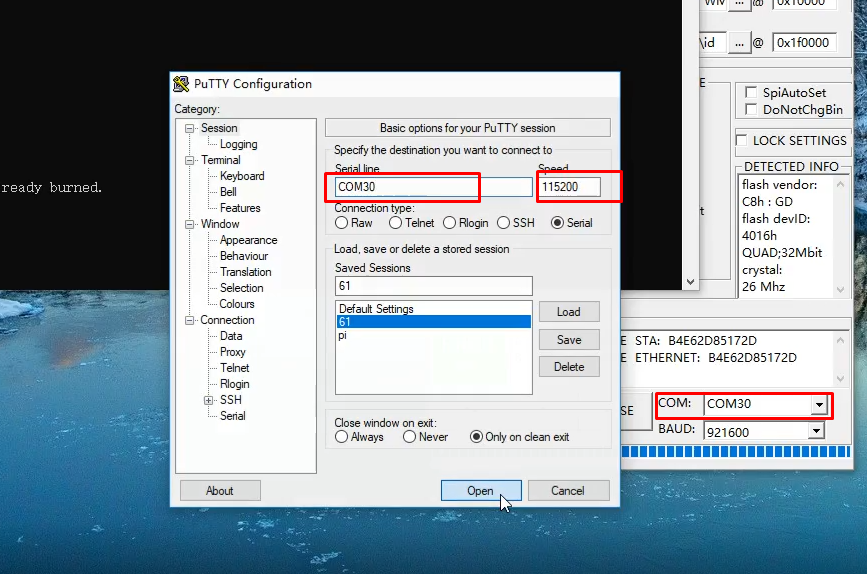 ... @ 0x10000
\id ... @ 0x1f0000
PuTTY Configuration
Category:
Session
Logging
Terminal
Keyboard
Bell
Features
Window
Appearance
Behaviour
Translation
Selection
Colours
Connection
Data
Proxy
Telnet
Rlogin
SSH
Serial
Basic options for your PuTTY session
Specify the destination you want to connect to
Serial line Speed
COM30 115200
Connection type:
Raw Telnet Rlogin SSH Serial
Load, save or delete a stored session
Saved Sessions
61
Default Settings
61
pi
Load
Save
Delete
Close window on exit:
Always Never Only on clean exit
About Open Cancel
ready burned.
E
t
SpiAutoSet
DoNotChgBin
LOCK SETTINGS
DETECTED INFO
flash vendor:
C8h : GD
flash devID:
4016h
QUAD;32Mbit
crystal:
26 Mhz
E STA: B4E62D85172D
E ETHERNET: B4E62D85172D
SE
COM: COM30
BAUD: 921600